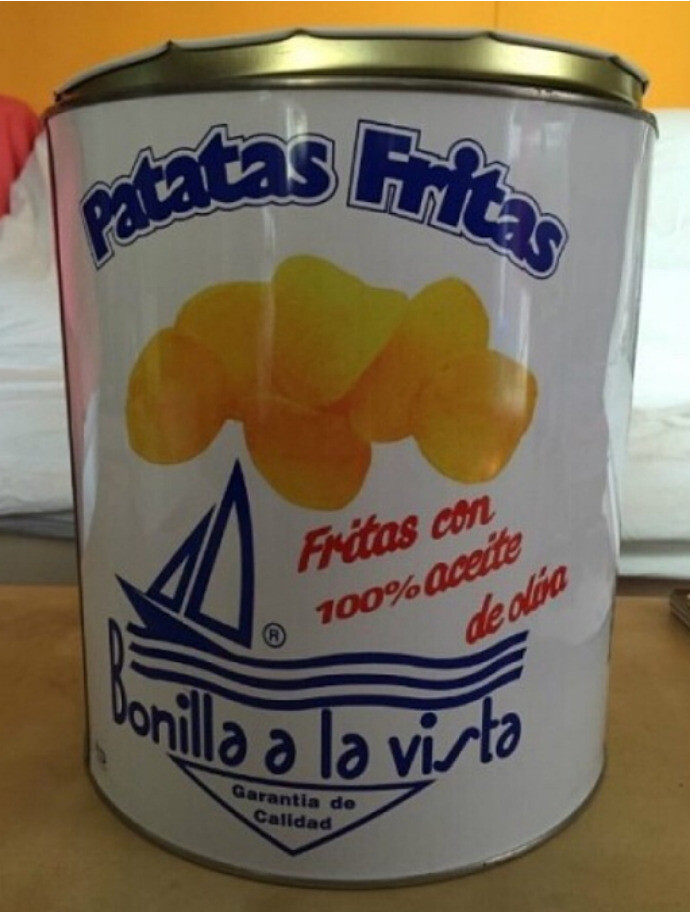 Patatas Fritas
Fritas con
100% aceite
de oliva
®
Bonilla a la vista
Garantia de
Calidad